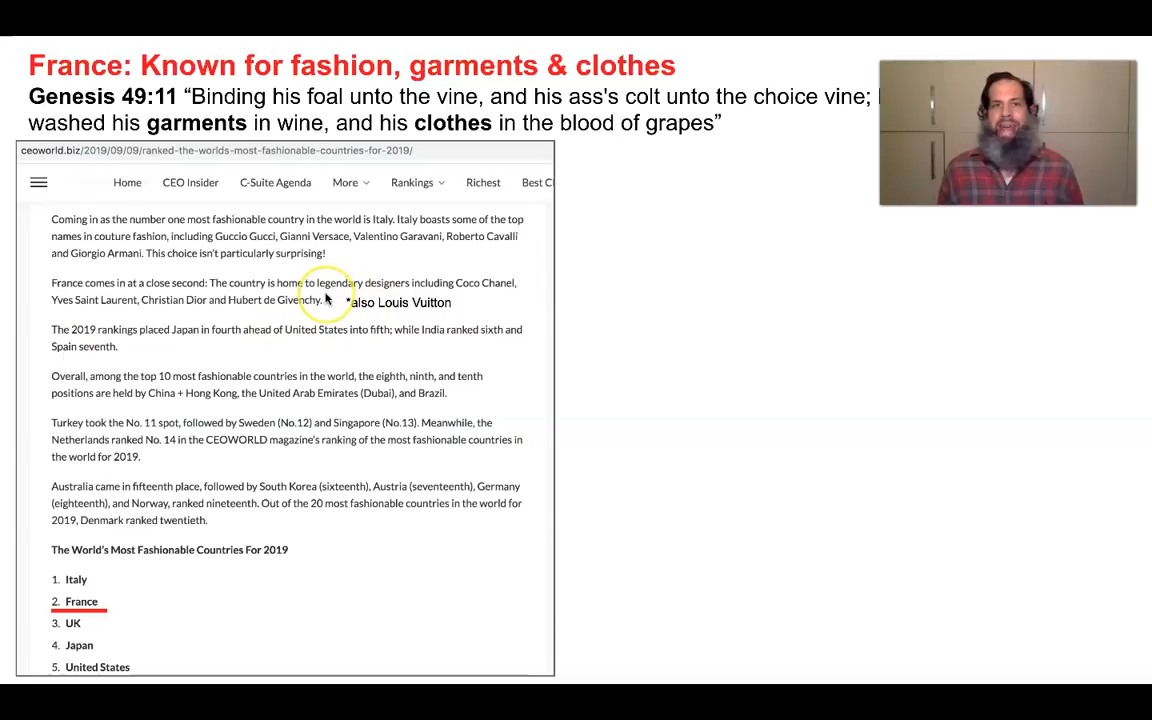 France: Known for fashion, garments & clothes
Genesis 49:11 “Binding his foal unto the vine, and his ass's colt unto the choice vine;
washed his garments in wine, and his clothes in the blood of grapes”
ceoworld.biz/2019/09/09/ranked-the-worlds-most-fashionable-countries-for-2019/
Home CEO Insider C-Suite Agenda More Rankings Richest Best C
Coming in as the number one most fashionable country in the world is Italy. Italy boasts some of the top
names in couture fashion, including Guccio Gucci, Gianni Versace, Valentino Garavani, Roberto Cavalli
and Giorgio Armani. This choice isn't particularly surprising!
France comes in at a close second: The country is home to legendary designers including Coco Chanel,
Yves Saint Laurent, Christian Dior and Hubert de Givenchy. *also Louis Vuitton
The 2019 rankings placed Japan in fourth ahead of United States into fifth; while India ranked sixth and
Spain seventh.
Overall, among the top 10 most fashionable countries in the world, the eighth, ninth, and tenth
positions are held by China + Hong Kong, the United Arab Emirates (Dubai), and Brazil.
Turkey took the No. 11 spot, followed by Sweden (No.12) and Singapore (No.13). Meanwhile, the
Netherlands ranked No. 14 in the CEOWORLD magazine's ranking of the most fashionable countries in
the world for 2019.
Australia came in fifteenth place, followed by South Korea (sixteenth), Austria (seventeenth), Germany
(eighteenth), and Norway, ranked nineteenth. Out of the 20 most fashionable countries in the world for
2019, Denmark ranked twentieth.
The World's Most Fashionable Countries For 2019
1. Italy
2. France
3. UK
4. Japan
5. United States